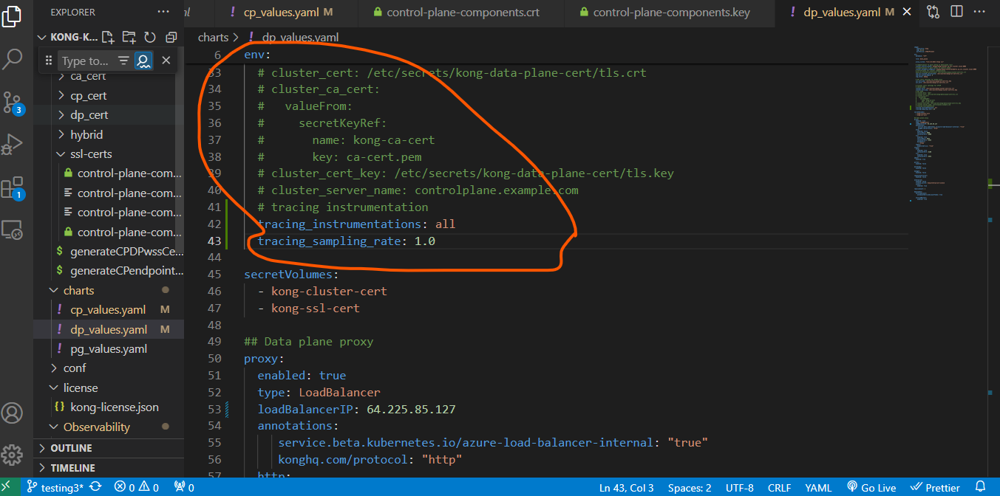 EXPLORER
ml
cp_values.yaml M
control-plane-components.crt
control-plane-components.key
dp_values.yaml M
KONG-K...
charts > dp_values.yaml
Type to...
6 env:
ca_cert
cp_cert
dp_cert
hybrid
ssl-certs
control-plane-com...
control-plane-com...
control-plane-com...
control-plane-com...
$ generateCPDPwssCe...
$ generateCPendpoint...
charts
! cp_values.yaml M
! dp_values.yaml M
! pg_values.yaml
conf
license
{} kong-license.json
Observability
OUTLINE
TIMELINE
3
1
33 # cluster_cert: /etc/secrets/kong-data-plane-cert/tls.crt
34 # cluster_ca_cert:
35 #   valueFrom:
36 #     secretKeyRef:
37 #       name: kong-ca-cert
38 #       key: ca-cert.pem
39 # cluster_cert_key: /etc/secrets/kong-data-plane-cert/tls.key
40 # cluster_server_name: controlplane.example.com
41 # tracing instrumentation
42 tracing_instrumentations: all
43 tracing_sampling_rate: 1.0
44
45 secretVolumes:
46 - kong-cluster-cert
47 - kong-ssl-cert
48
49 ## Data plane proxy
50 proxy:
51 enabled: true
52 type: LoadBalancer
53 loadBalancerIP: 64.225.85.127
54 annotations:
55 service.beta.kubernetes.io/azure-load-balancer-internal: "true"
56 konghq.com/protocol: "http"
57 http:
testing3* 0 0 0 Ln 43, Col 3 Spaces: 2 UTF-8 CRLF YAML Go Live Prettier